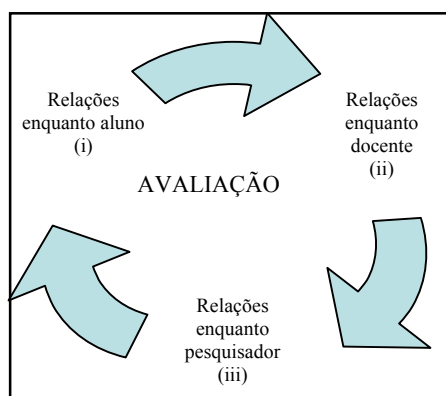 Relações
enquanto aluno
(i)
Relações
enquanto
docente
(ii)
AVALIAÇÃO
Relações
enquanto
pesquisador
(iii)